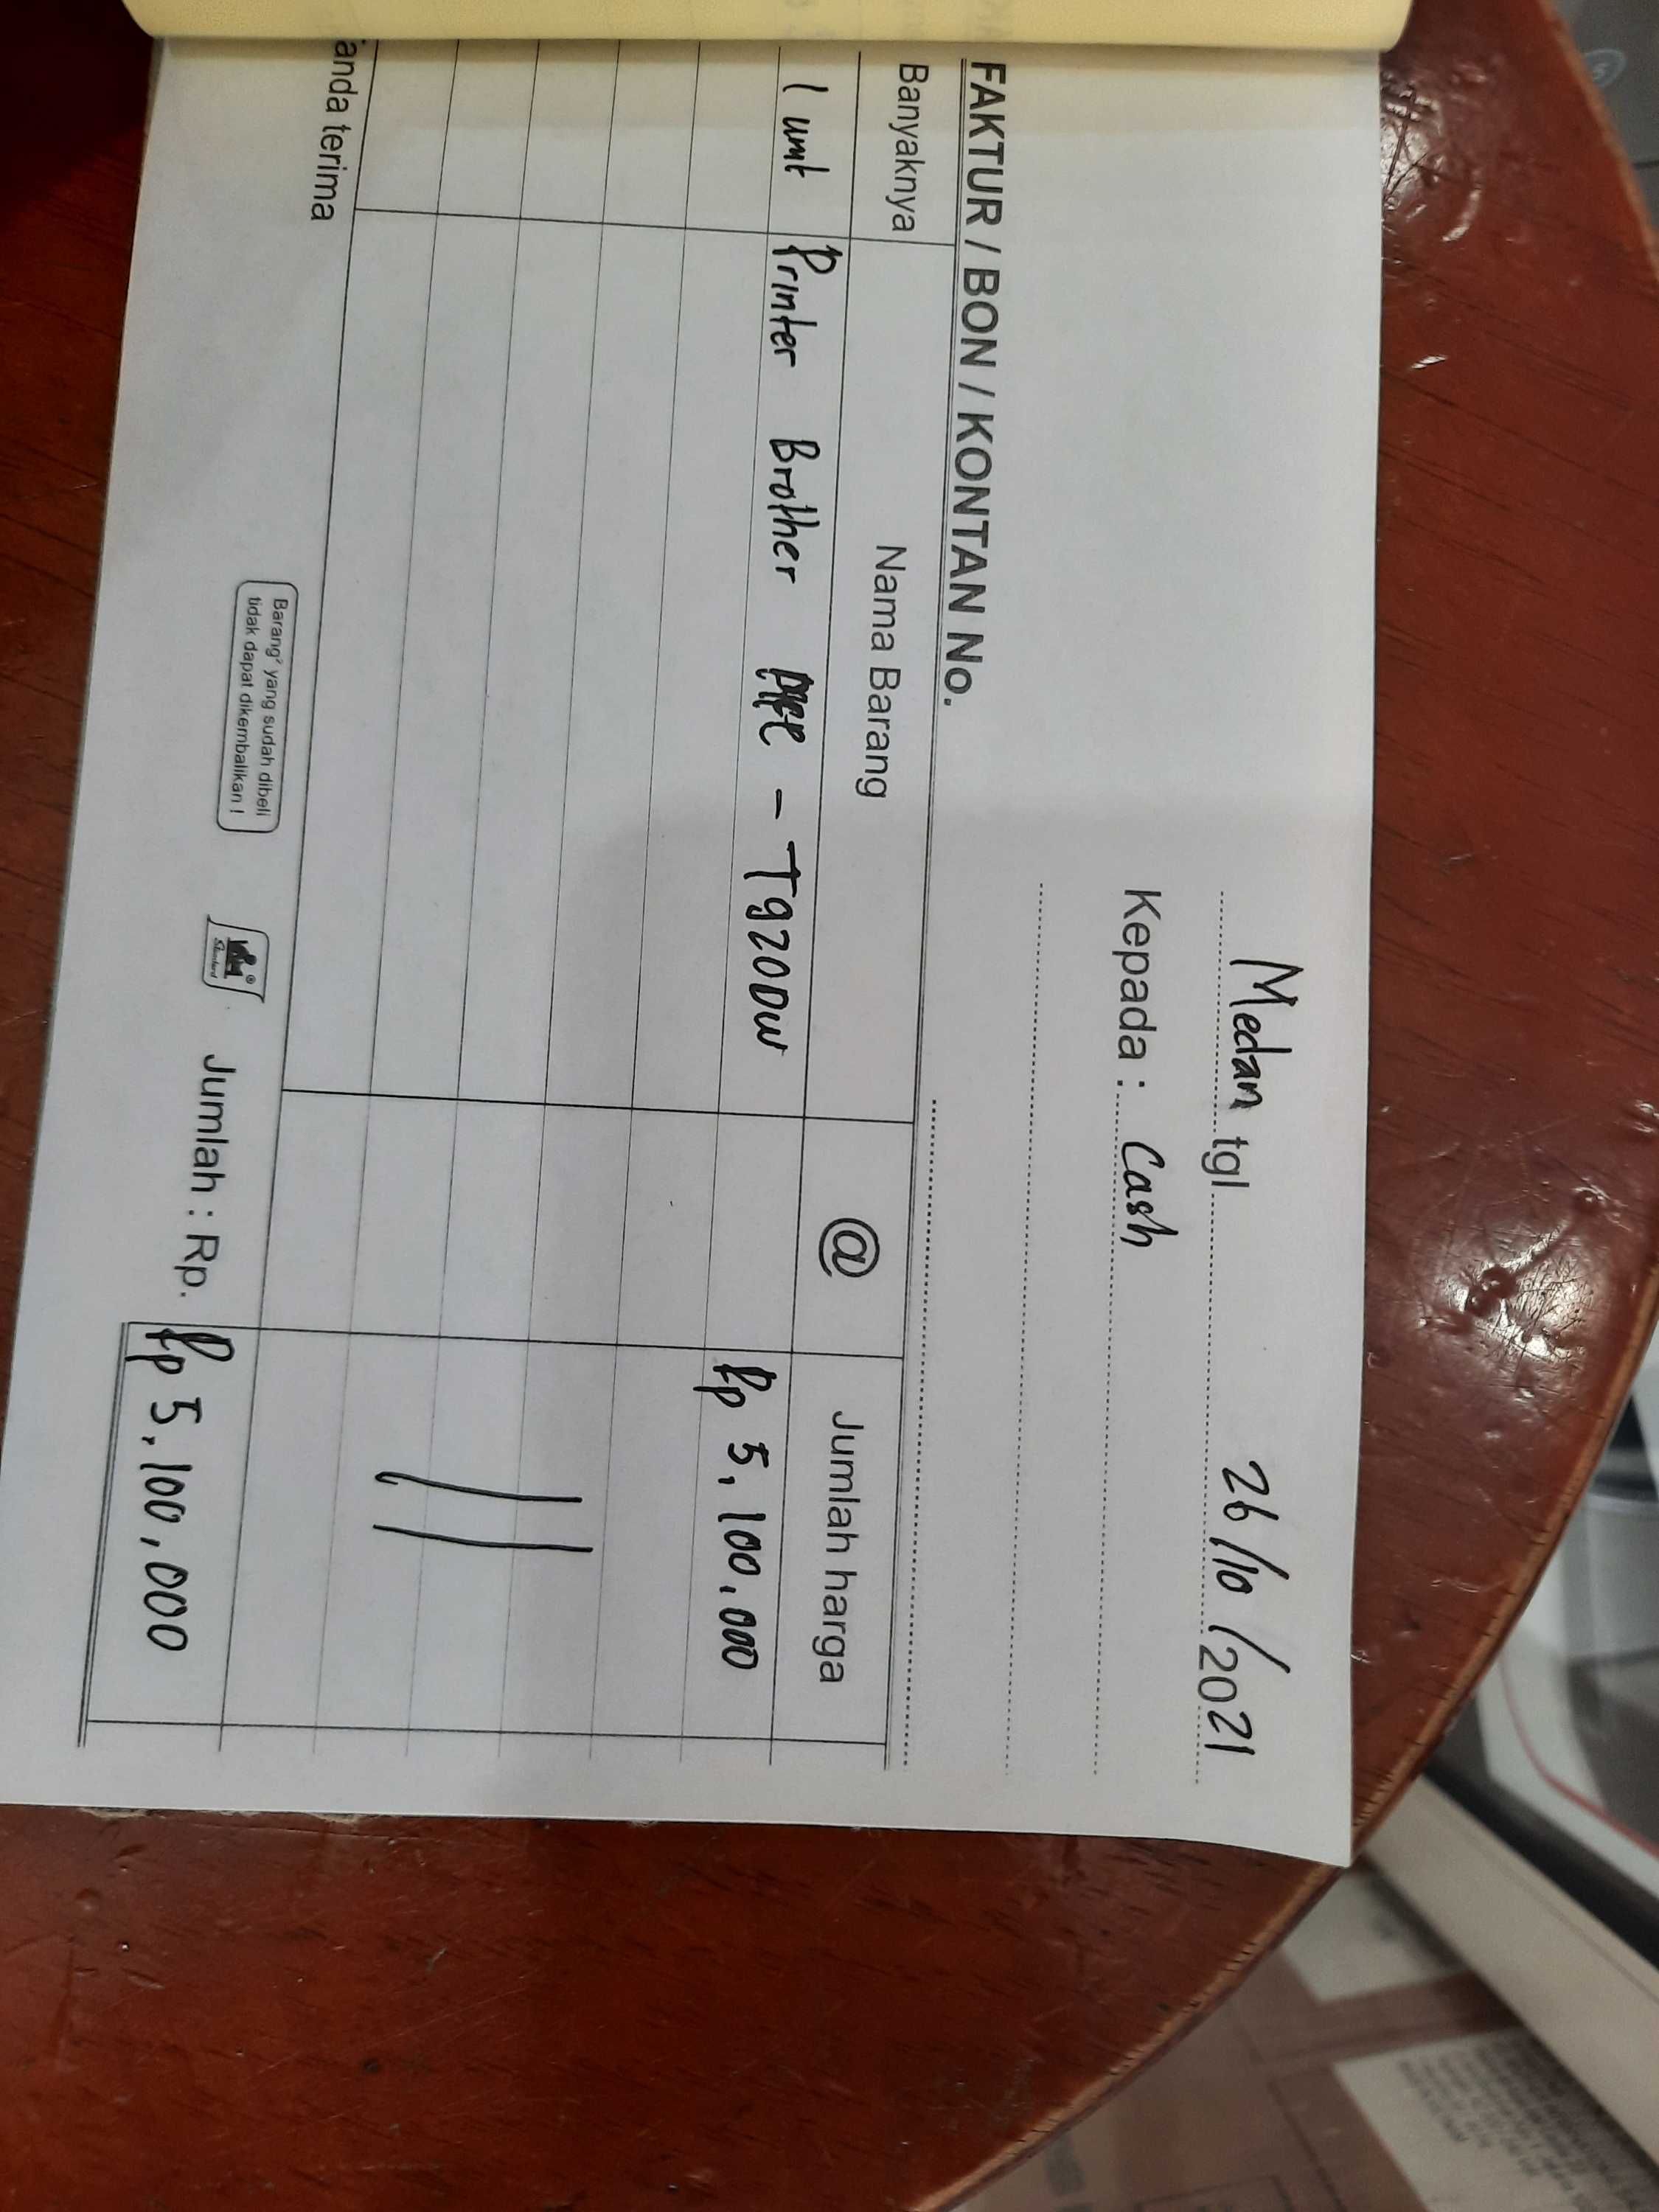 Medan tgl 26/10/2021
Kepada : Cash
FAKTUR / BON / KONTAN No.
Banyaknya Nama Barang @ Jumlah harga
1 unit Printer Brother - T920DW Rp 5.100.000
anda terima
Barang² yang sudah dibeli
tidak dapat dikembalikan !
Standard
Jumlah : Rp. Rp 5.100.000